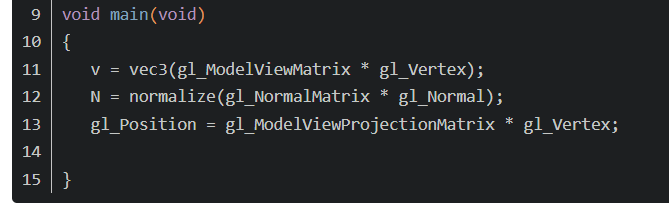 9 void main(void)
10 {
11 v = vec3(gl_ModelViewMatrix * gl_Vertex);
12 N = normalize(gl_NormalMatrix * gl_Normal);
13 gl_Position = gl_ModelViewProjectionMatrix * gl_Vertex;
14
15 }